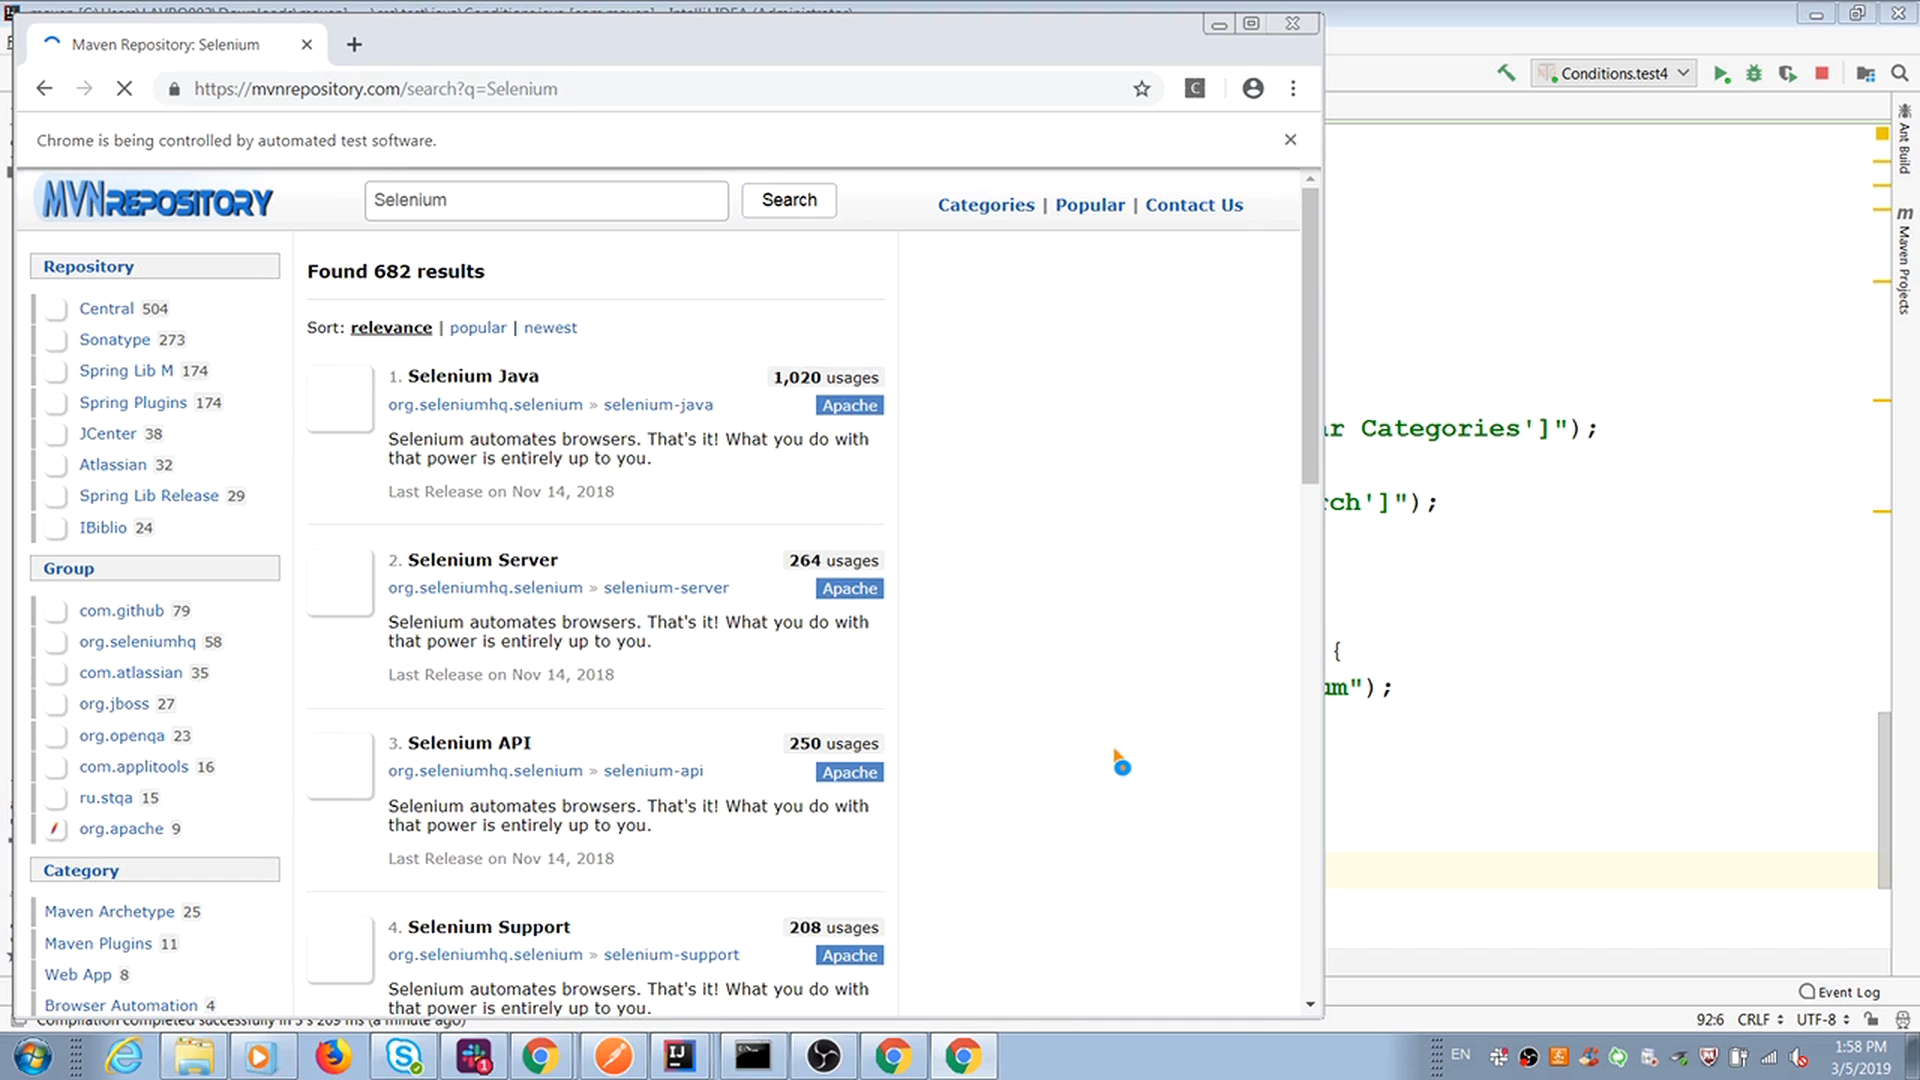 Maven Repository: Selenium
https://mvnrepository.com/search?q=Selenium
Conditions.test4
Chrome is being controlled by automated test software.
MVNREPOSITORY
Selenium
Search
Categories | Popular | Contact Us
Ant Build
Maven Projects
Repository
Central 504
Sonatype 273
Spring Lib M 174
Spring Plugins 174
JCenter 38
Atlassian 32
Spring Lib Release 29
IBiblio 24
Group
com.github 79
org.seleniumhq 58
com.atlassian 35
org.jboss 27
org.openqa 23
com.applitools 16
ru.stqa 15
org.apache 9
Category
Maven Archetype 25
Maven Plugins 11
Web App 8
Browser Automation 4
Found 682 results
Sort: relevance | popular | newest
1. Selenium Java
1,020 usages
org.seleniumhq.selenium » selenium-java
Apache
Selenium automates browsers. That's it! What you do with
that power is entirely up to you.
Last Release on Nov 14, 2018
2. Selenium Server
264 usages
org.seleniumhq.selenium » selenium-server
Apache
Selenium automates browsers. That's it! What you do with
that power is entirely up to you.
Last Release on Nov 14, 2018
3. Selenium API
250 usages
org.seleniumhq.selenium » selenium-api
Apache
Selenium automates browsers. That's it! What you do with
that power is entirely up to you.
Last Release on Nov 14, 2018
4. Selenium Support
208 usages
org.seleniumhq.selenium » selenium-support
Apache
Selenium automates browsers. That's it! What you do with
that power is entirely up to you.
r Categories']");
rch']");
{
um");
Event Log
Compilation completed successfully in 5 s 209 ms (a minute ago)
92:6 CRLF UTF-8
EN
1:58 PM
3/5/2019